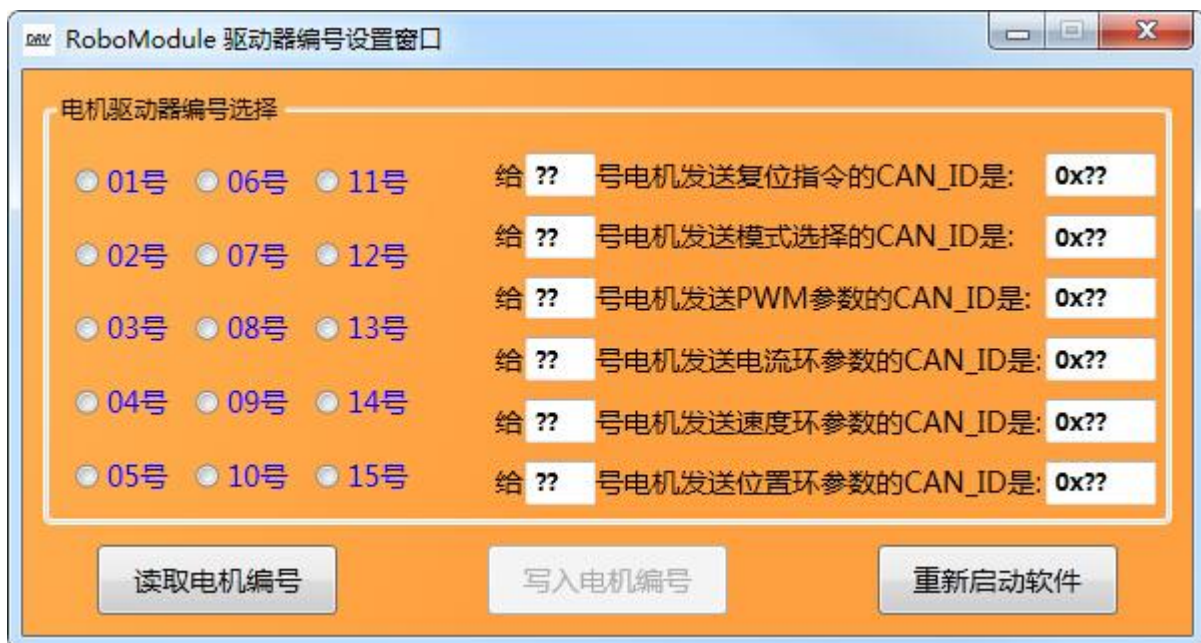 DRV RoboModule 驱动器编号设置窗口
电机驱动器编号选择
01号 06号 11号
给 ?? 号电机发送复位指令的CAN_ID是: 0x??
02号 07号 12号
给 ?? 号电机发送模式选择的CAN_ID是: 0x??
给 ?? 号电机发送PWM参数的CAN_ID是: 0x??
03号 08号 13号
给 ?? 号电机发送电流环参数的CAN_ID是: 0x??
04号 09号 14号
给 ?? 号电机发送速度环参数的CAN_ID是: 0x??
05号 10号 15号
给 ?? 号电机发送位置环参数的CAN_ID是: 0x??
读取电机编号 写入电机编号 重新启动软件